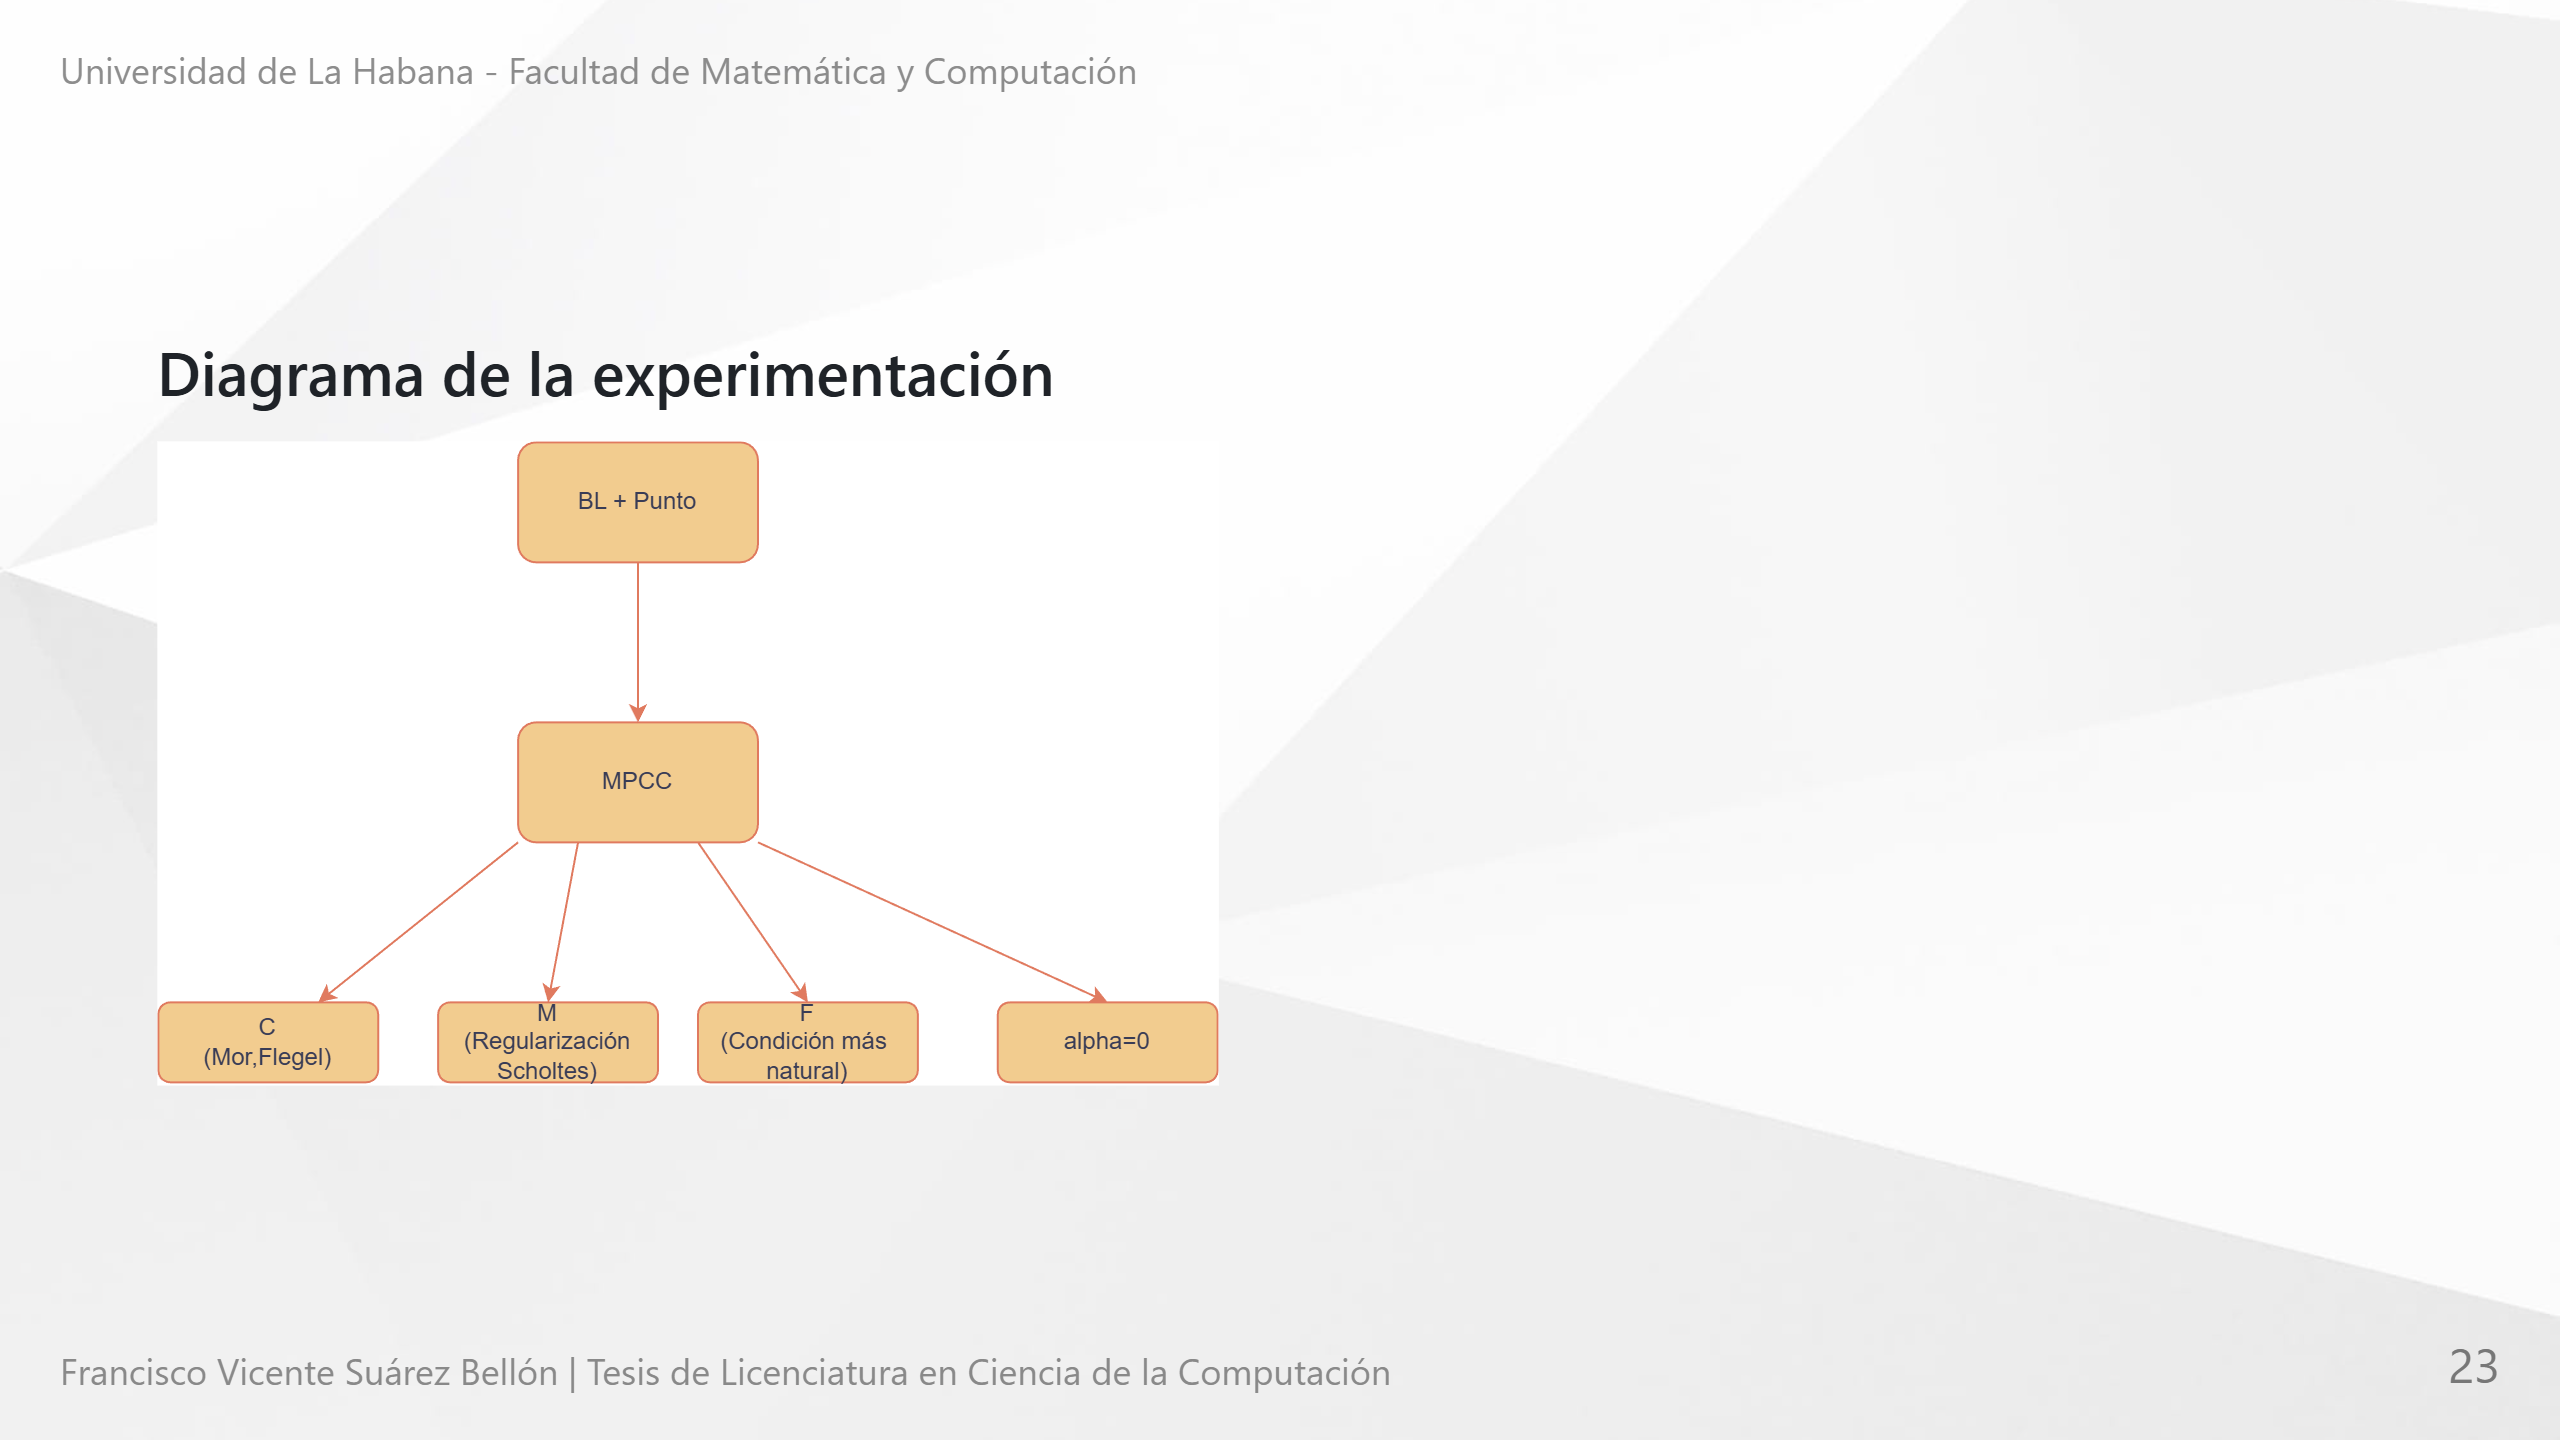 Universidad de La Habana - Facultad de Matemática y Computación
Diagrama de la experimentación
BL + Punto
MPCC
C
(Mor,Flegel)
M
(Regularización
Scholtes)
F
(Condición más
natural)
alpha=0
Francisco Vicente Suárez Bellón | Tesis de Licenciatura en Ciencia de la Computación
23